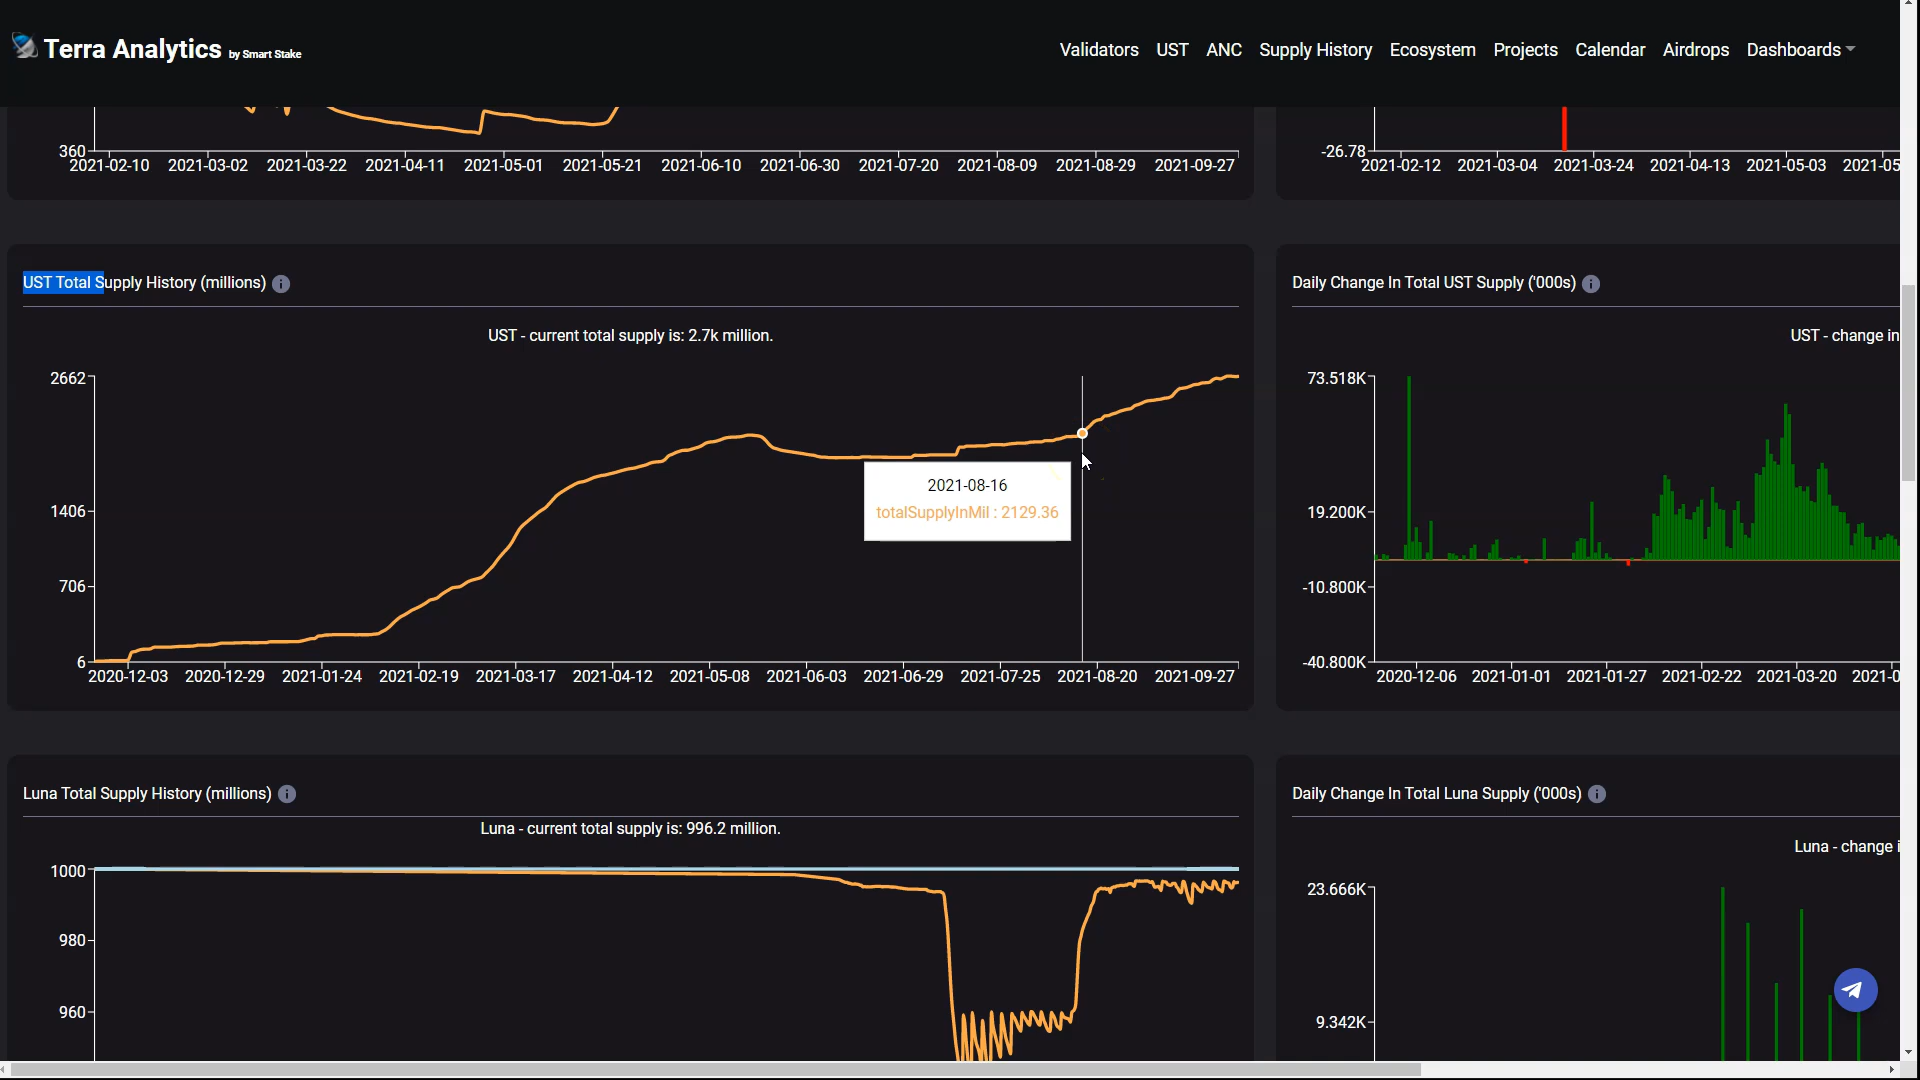 Terra Analytics by Smart Stake
Validators UST ANC Supply History Ecosystem Projects Calendar Airdrops Dashboards
360
2021-02-10 2021-03-02 2021-03-22 2021-04-11 2021-05-01 2021-05-21 2021-06-10 2021-06-30 2021-07-20 2021-08-09 2021-08-29 2021-09-27
-26.78
2021-02-12 2021-03-04 2021-03-24 2021-04-13 2021-05-03 2021-05
UST Total Supply History (millions)
UST - current total supply is: 2.7k million.
2662
1406
706
6
2021-08-16
totalSupplyInMil : 2129.36
2020-12-03 2020-12-29 2021-01-24 2021-02-19 2021-03-17 2021-04-12 2021-05-08 2021-06-03 2021-06-29 2021-07-25 2021-08-20 2021-09-27
Daily Change In Total UST Supply ('000s)
UST - change in
73.518K
19.200K
-10.800K
-40.800K
2020-12-06 2021-01-01 2021-01-27 2021-02-22 2021-03-20 2021-0
Luna Total Supply History (millions)
Luna - current total supply is: 996.2 million.
1000
980
960
Daily Change In Total Luna Supply ('000s)
Luna - change i
23.666K
9.342K